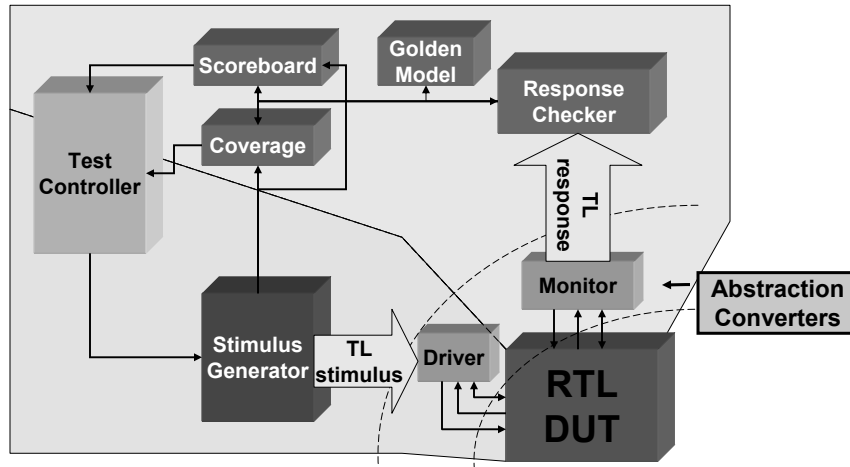 Scoreboard
Golden
Model
Response
Checker
Test
Controller
Coverage
TL
response
Monitor
Abstraction
Converters
Stimulus
Generator
TL
stimulus
Driver
RTL
DUT